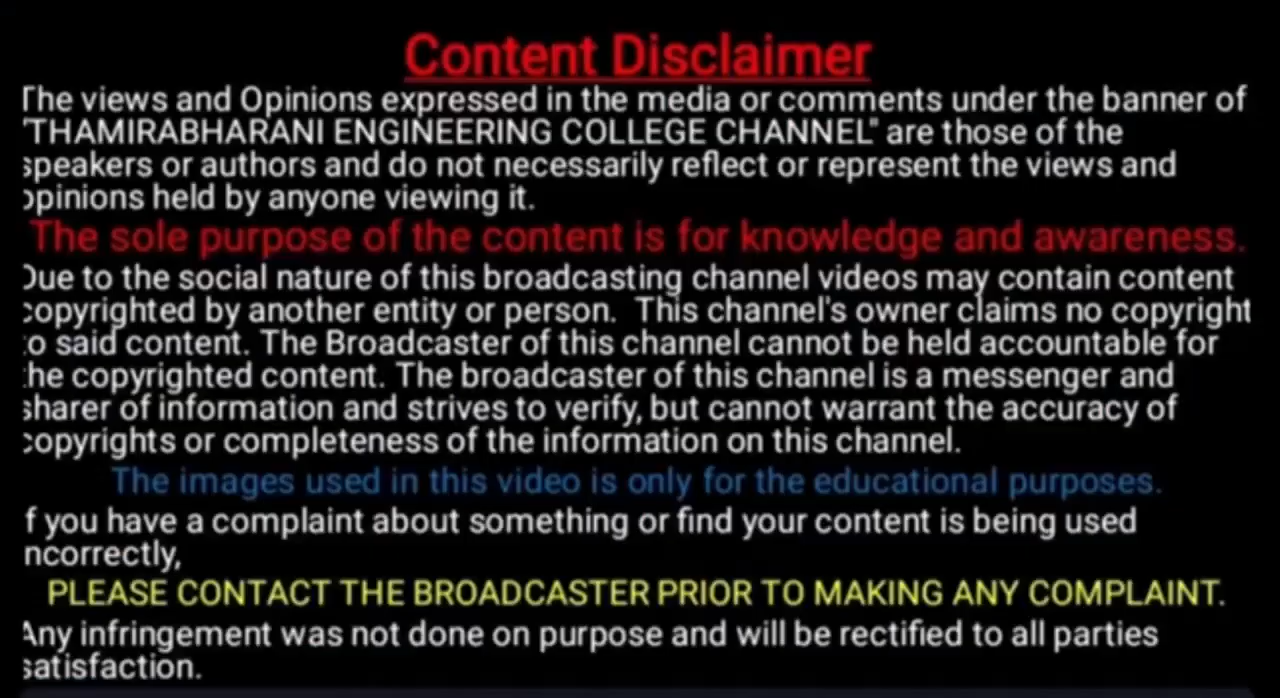 Content Disclaimer
The views and Opinions expressed in the media or comments under the banner of
"THAMIRABHARANI ENGINEERING COLLEGE CHANNEL" are those of the
speakers or authors and do not necessarily reflect or represent the views and
opinions held by anyone viewing it.
The sole purpose of the content is for knowledge and awareness.
Due to the social nature of this broadcasting channel videos may contain content
copyrighted by another entity or person.  This channel's owner claims no copyright
to said content. The Broadcaster of this channel cannot be held accountable for
the copyrighted content. The broadcaster of this channel is a messenger and
sharer of information and strives to verify, but cannot warrant the accuracy of
copyrights or completeness of the information on this channel.
The images used in this video is only for the educational purposes.
If you have a complaint about something or find your content is being used
incorrectly,
PLEASE CONTACT THE BROADCASTER PRIOR TO MAKING ANY COMPLAINT.
Any infringement was not done on purpose and will be rectified to all parties
satisfaction.